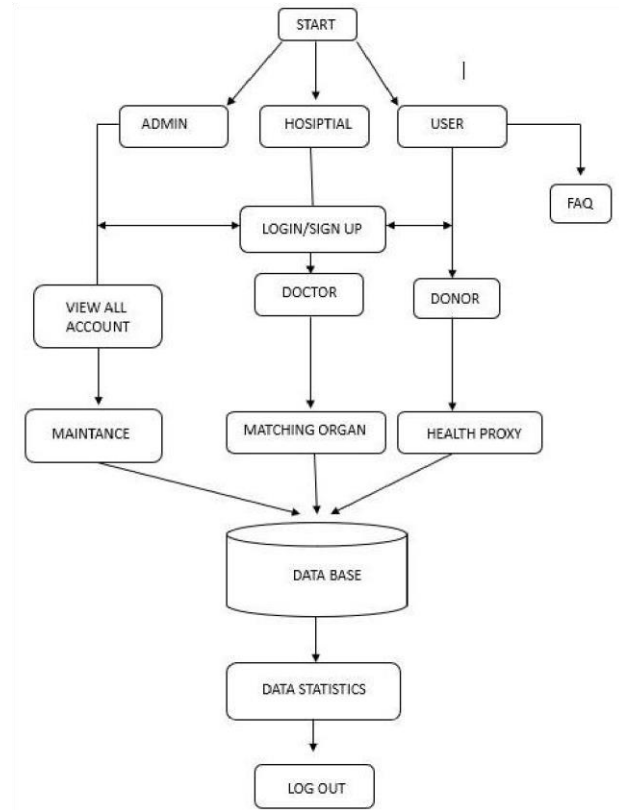 START
ADMIN
HOSIPTIAL
USER
FAQ
LOGIN/SIGN UP
VIEW ALL
ACCOUNT
DOCTOR
DONOR
MAINTANCE
MATCHING ORGAN
HEALTH PROXY
DATA BASE
DATA STATISTICS
LOG OUT